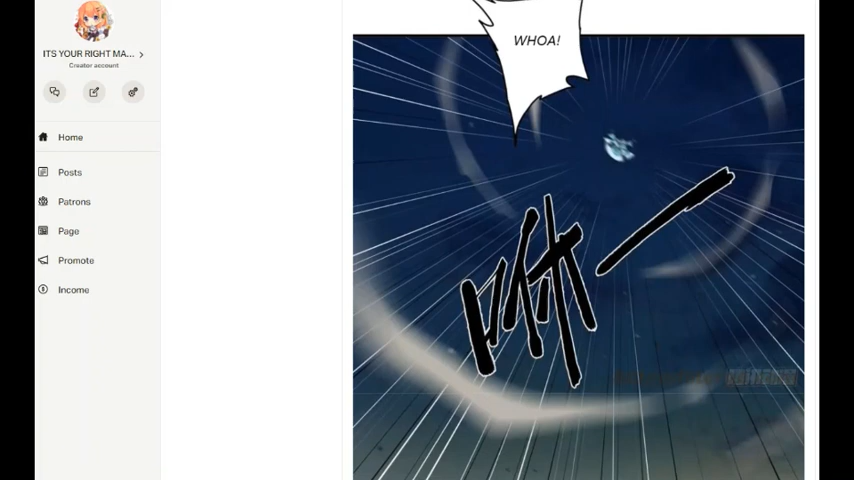 ITS YOUR RIGHT MA...
Creator account
Home
Posts
Patrons
Page
Promote
Income
WHOA!